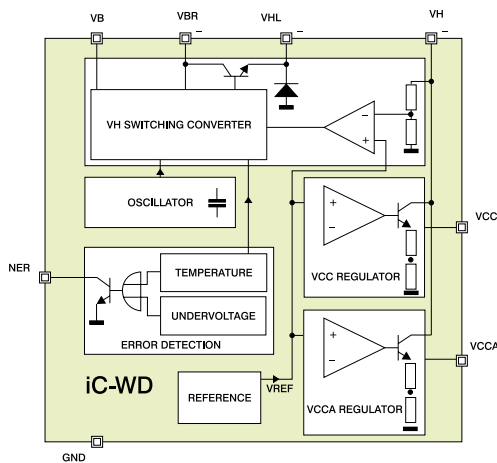 VB
VBR
VHL
VH
VH SWITCHING CONVERTER
−
+
OSCILLATOR
+
−
VCC REGULATOR
VCC
NER
TEMPERATURE
UNDERVOLTAGE
ERROR DETECTION
+
−
VCCA REGULATOR
VCCA
iC-WD
REFERENCE
VREF
GND